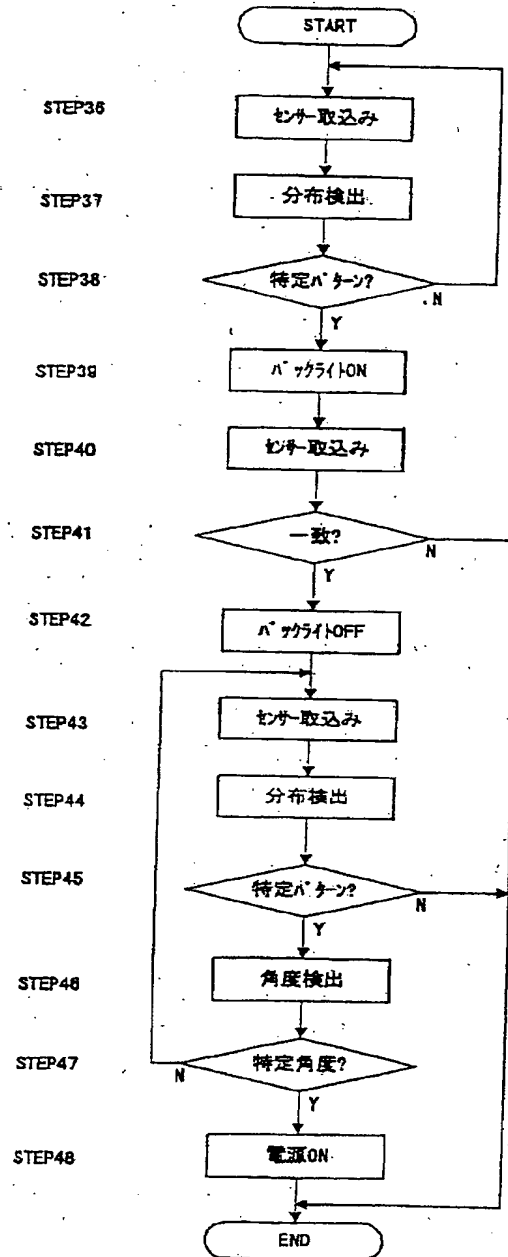 START
STEP36
センサー取込み
STEP37
分布検出
STEP38
特定パターン?
N
Y
STEP39
バックライトON
STEP40
センサー取込み
STEP41
一致?
N
Y
STEP42
バックライトOFF
STEP43
センサー取込み
STEP44
分布検出
STEP45
特定パターン?
N
Y
STEP46
角度検出
STEP47
特定角度?
N
Y
STEP48
電源ON
END